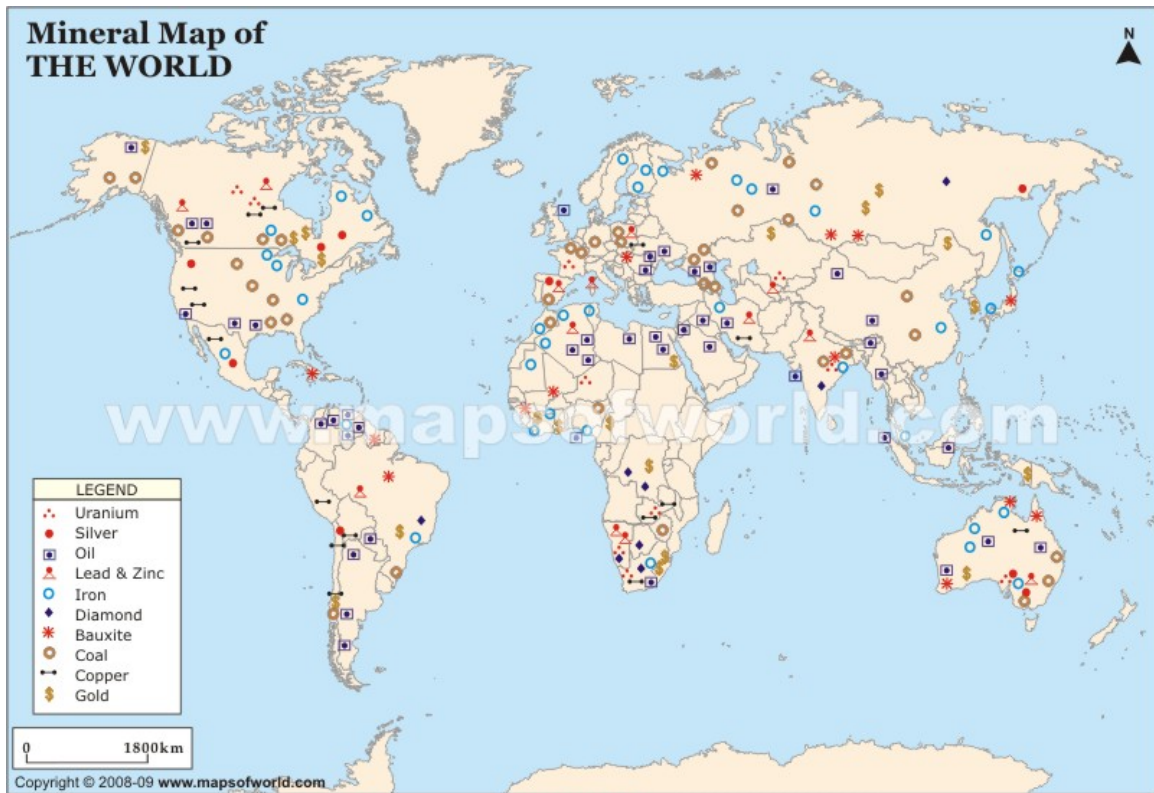 Mineral Map of
THE WORLD
N
www.mapsofworld.com
LEGEND
Uranium
Silver
Oil
Lead & Zinc
Iron
Diamond
Bauxite
Coal
Copper
Gold
0 1800km
Copyright © 2008-09 www.mapsofworld.com